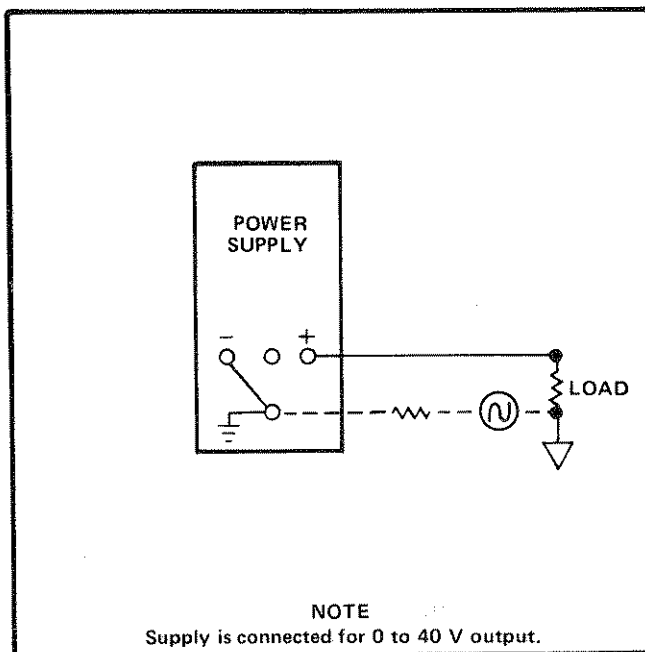 POWER
SUPPLY
- +
LOAD
NOTE
Supply is connected for 0 to 40 V output.